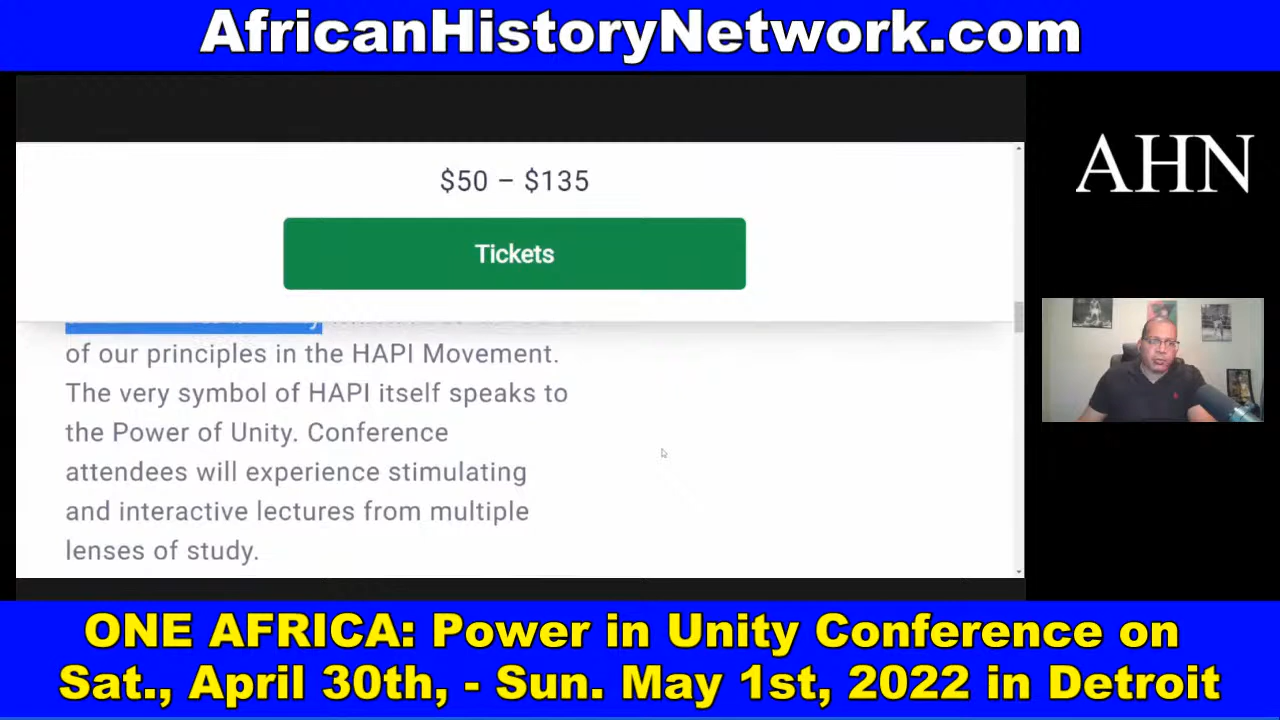 AfricanHistoryNetwork.com
AHN
$50 – $135
Tickets
of our principles in the HAPI Movement.
The very symbol of HAPI itself speaks to
the Power of Unity. Conference
attendees will experience stimulating
and interactive lectures from multiple
lenses of study.
ONE AFRICA: Power in Unity Conference on
Sat., April 30th, - Sun. May 1st, 2022 in Detroit